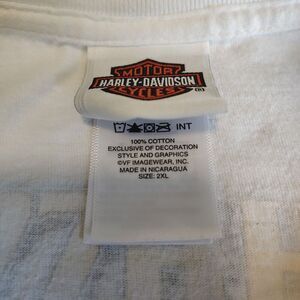 MOTOR
HARLEY-DAVIDSON
CYCLES
®
INT
100% COTTON
EXCLUSIVE OF DECORATION
STYLE AND GRAPHICS
©VF IMAGEWEAR, INC.
MADE IN NICARAGUA
SIZE: 2XL